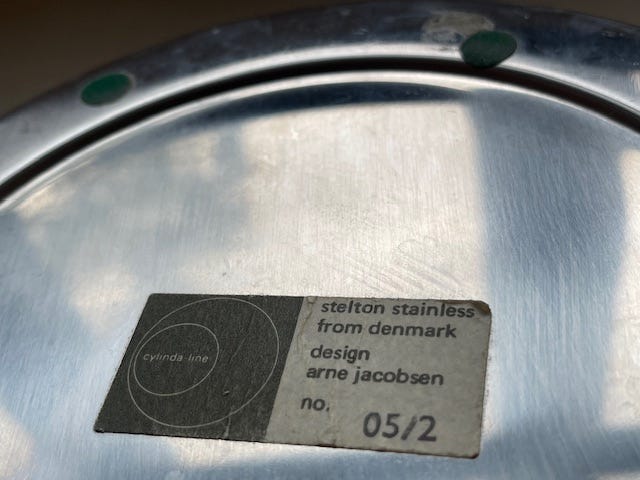 cylinda-line
stelton stainless
from denmark
design
arne jacobsen
no. 05/2